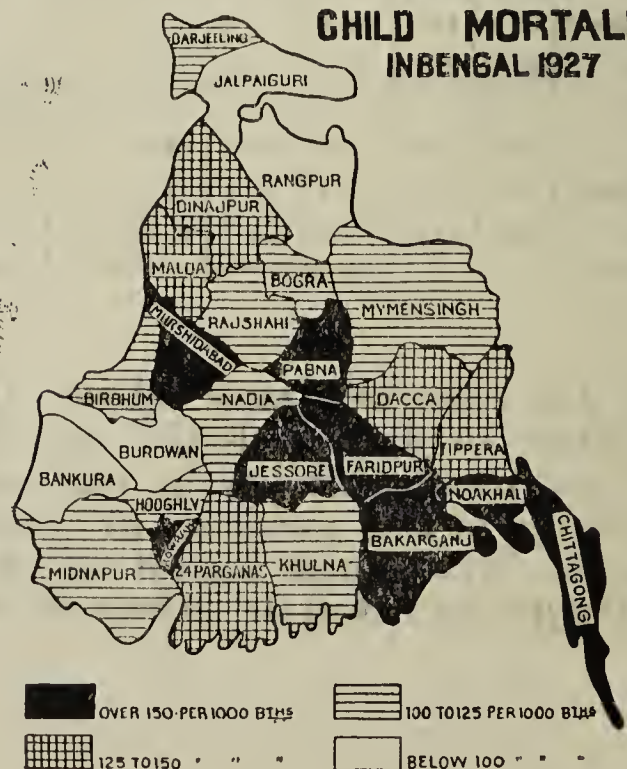 CHILD MORTAL
IN BENGAL 1927
DARJEELING
JALPAIGURI
RANGPUR
DINAJPUR
MALDA
BOGRA
RAJSHAHI
MYMENSINGH
MURSHIDABAD
PABNA
BIRBHUM
NADIA
DACCA
TIPPERA
BURDWAN
BANKURA
JESSORE
FARIDPUR
NOAKHALI
HOOGHLY
BAKARGANJ
CHITTAGONG
MIDNAPUR
24 PARGANAS
KHULNA
OVER 150 PER 1000 BTHS
100 TO 125 PER 1000 BTHS
125 TO 150 " " "
BELOW 100 " " "